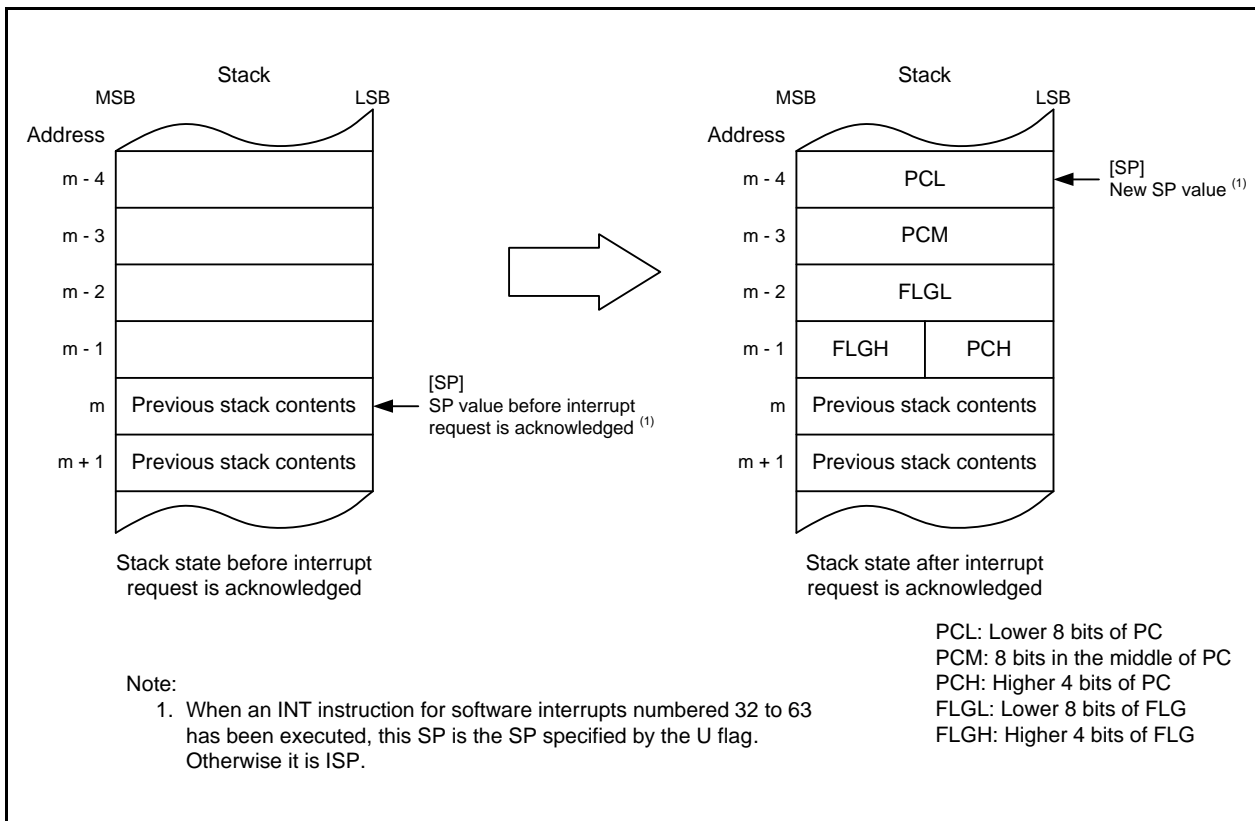 Stack
MSB
LSB
Address
m - 4
m - 3
m - 2
m - 1
m
Previous stack contents
m + 1
Previous stack contents
[SP]
SP value before interrupt
request is acknowledged (1)
Stack state before interrupt
request is acknowledged
Stack
MSB
LSB
Address
m - 4
PCL
m - 3
PCM
m - 2
FLGL
m - 1
FLGH
PCH
m
Previous stack contents
m + 1
Previous stack contents
[SP]
New SP value (1)
Stack state after interrupt
request is acknowledged
PCL: Lower 8 bits of PC
PCM: 8 bits in the middle of PC
PCH: Higher 4 bits of PC
FLGL: Lower 8 bits of FLG
FLGH: Higher 4 bits of FLG
Note:
1. When an INT instruction for software interrupts numbered 32 to 63
has been executed, this SP is the SP specified by the U flag.
Otherwise it is ISP.